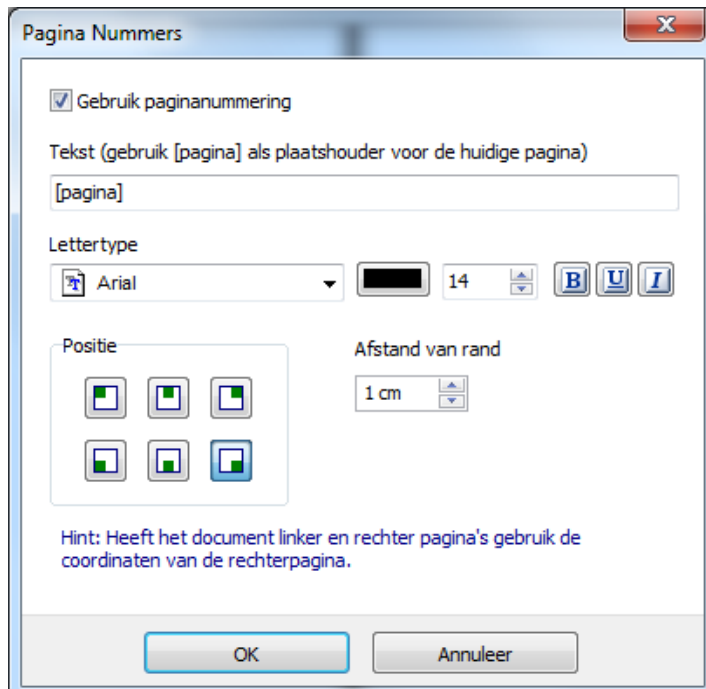 Pagina Nummers
Gebruik paginanummering
Tekst (gebruik [pagina] als plaatshouder voor de huidige pagina)
[pagina]
Lettertype
Arial 14 B U I
Positie Afstand van rand
1 cm
Hint: Heeft het document linker en rechter pagina's gebruik de
coordinaten van de rechterpagina.
OK Annuleer